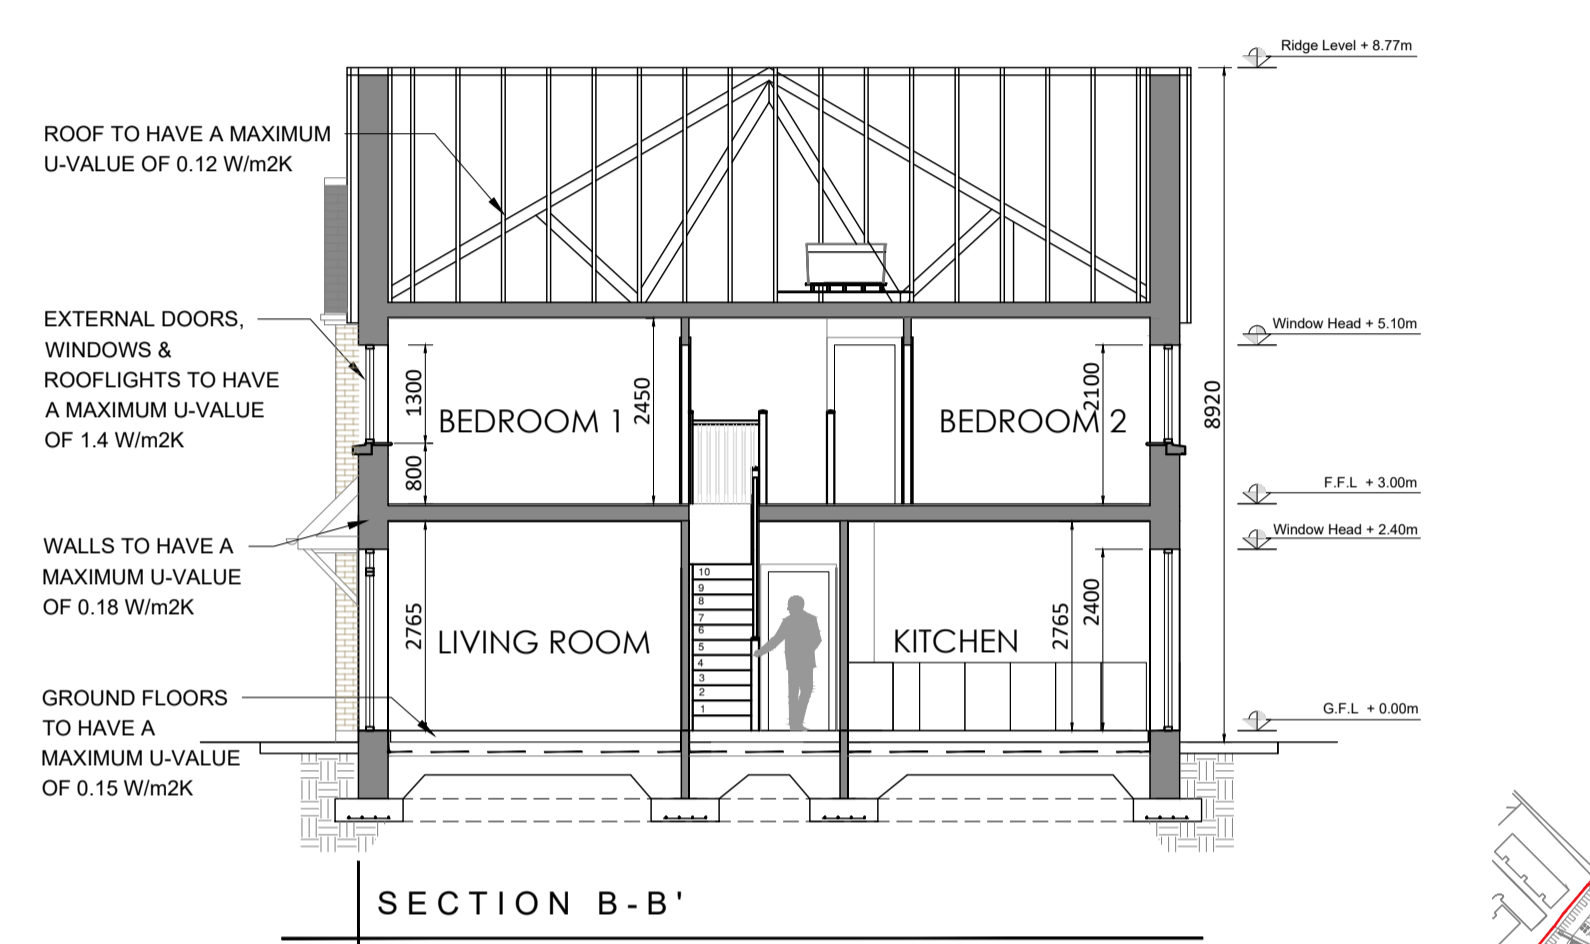 Ridge Level + 8.77m
ROOF TO HAVE A MAXIMUM
U-VALUE OF 0.12 W/m2K
EXTERNAL DOORS,
WINDOWS &
ROOFLIGHTS TO HAVE
A MAXIMUM U-VALUE
OF 1.4 W/m2K
Window Head + 5.10m
1300
2450
2100
8920
BEDROOM 1
BEDROOM 2
800
F.F.L + 3.00m
Window Head + 2.40m
WALLS TO HAVE A
MAXIMUM U-VALUE
OF 0.18 W/m2K
10
9
8
7
6
5
4
3
2
1
2765
LIVING ROOM
KITCHEN
2765
2400
GROUND FLOORS
TO HAVE A
MAXIMUM U-VALUE
OF 0.15 W/m2K
G.F.L + 0.00m
SECTION B-B'